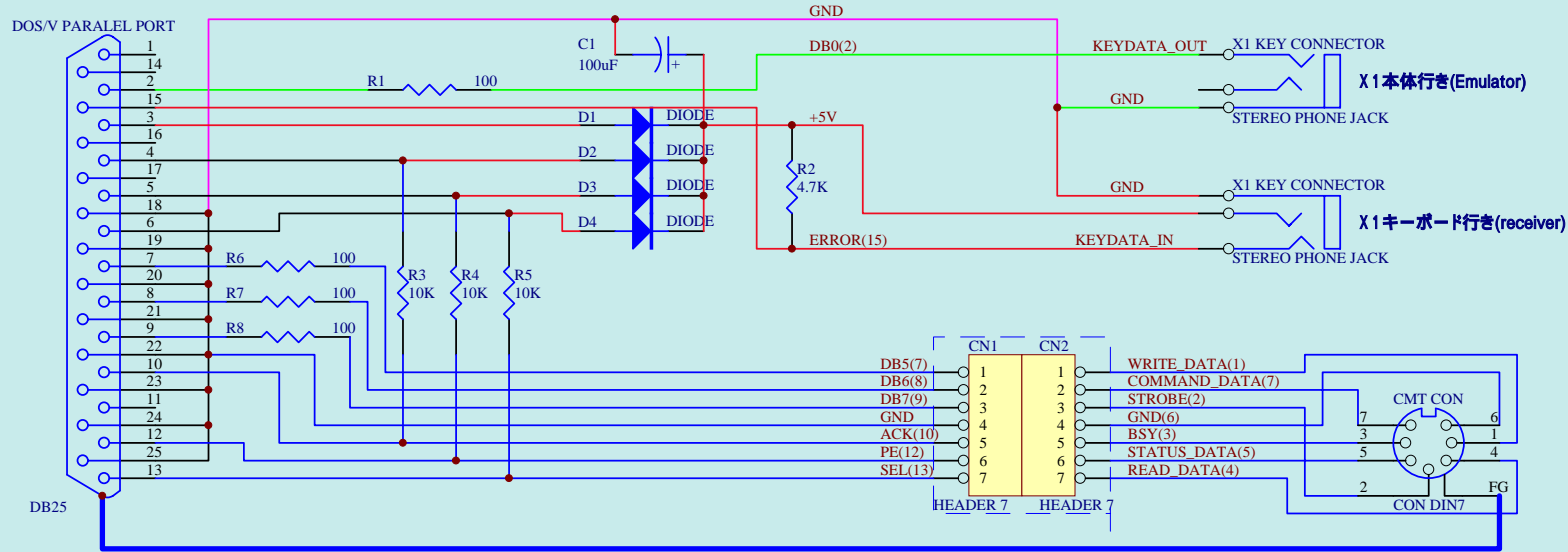 DOS/V PARALEL PORT
1
14
2
15
3
16
4
17
5
18
6
19
7
20
8
21
9
22
10
23
11
24
12
25
13
DB25
GND
C1
100uF
+
DB0(2)
KEYDATA_OUT
X1 KEY CONNECTOR
R1
100
X1本体行き(Emulator)
GND
STEREO PHONE JACK
D1
DIODE
+5V
D2
DIODE
R2
4.7K
D3
DIODE
GND
X1 KEY CONNECTOR
D4
DIODE
X1キーボード行き(receiver)
ERROR(15)
KEYDATA_IN
STEREO PHONE JACK
R6
100
R3
10K
R4
10K
R5
10K
R7
100
R8
100
CN1
CN2
DB5(7)
1
1
WRITE_DATA(1)
DB6(8)
2
2
COMMAND_DATA(7)
DB7(9)
3
3
STROBE(2)
GND
4
4
GND(6)
ACK(10)
5
5
BSY(3)
PE(12)
6
6
STATUS_DATA(5)
SEL(13)
7
7
READ_DATA(4)
HEADER 7
HEADER 7
CMT CON
7
6
3
1
5
4
2
FG
CON DIN7